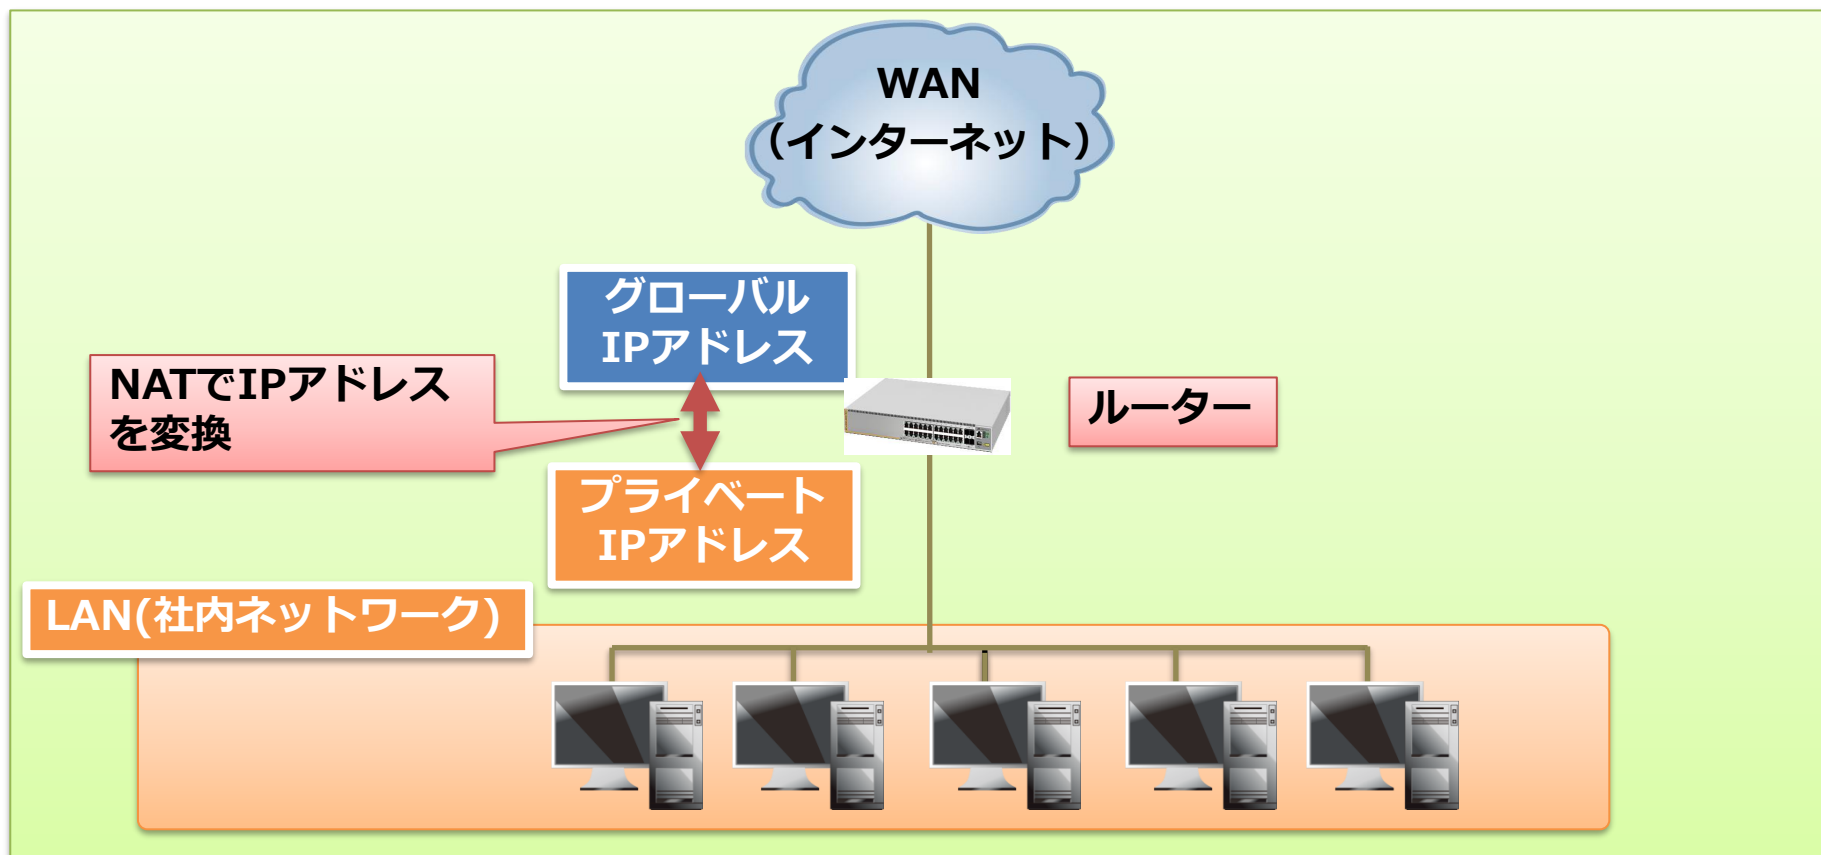 WAN
（インターネット）
グローバル
IPアドレス
NATでIPアドレス
を変換
ルーター
プライベート
IPアドレス
LAN(社内ネットワーク)